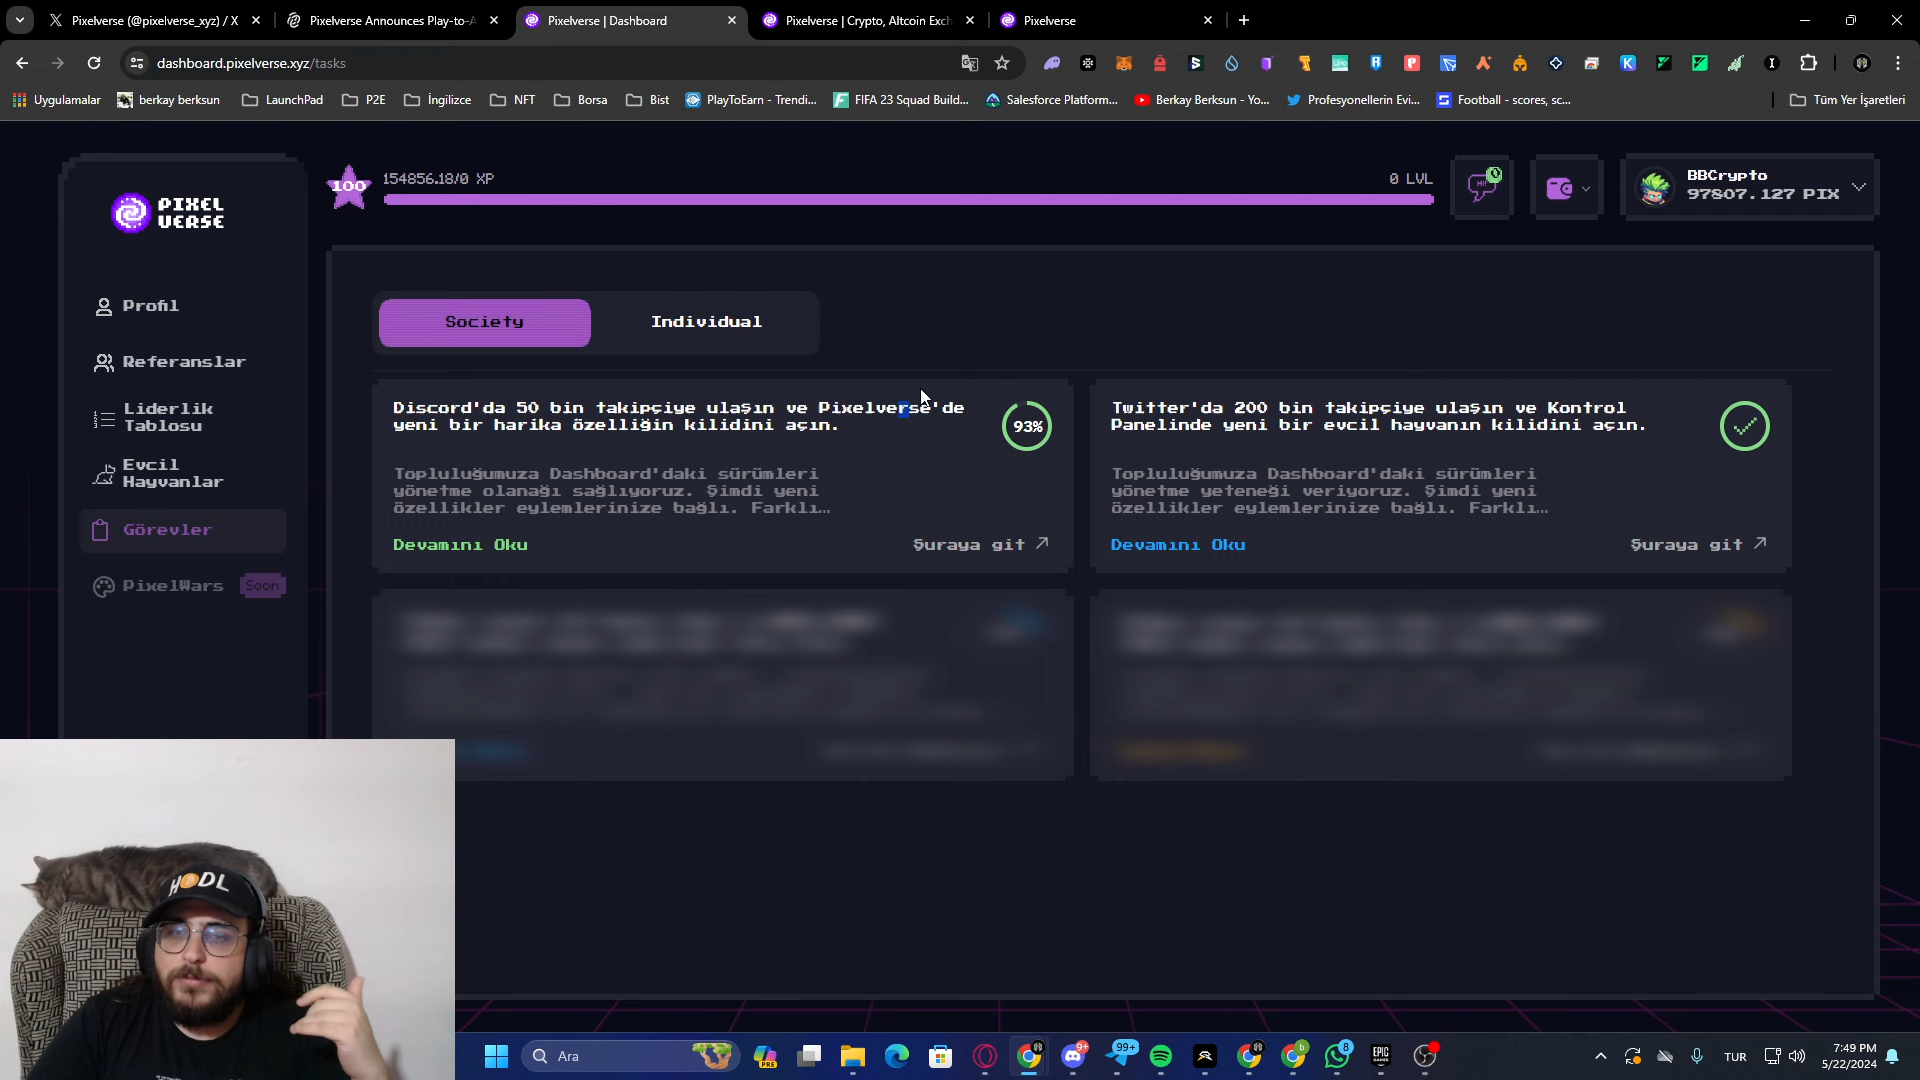 Pixelverse (@pixelverse_xyz) / X
Pixelverse Announces Play-to-A
Pixelverse | Dashboard
Pixelverse | Crypto, Altcoin Exch
Pixelverse
dashboard.pixelverse.xyz/tasks
Uygulamalar
berkay berksun
LaunchPad
P2E
İngilizce
NFT
Borsa
Bist
PlayToEarn - Trendi...
FIFA 23 Squad Build...
Salesforce Platform...
Berkay Berksun - Yo...
Profesyonellerin Evi...
Football - scores, sc...
Tüm Yer İşaretleri
PIXEL
VERSE
100
154856.18/0 XP
0 LVL
HI!
BBCrypto
97807.127 PIX
Profil
Referanslar
Liderlik
Tablosu
Evcil
Hayvanlar
Görevler
PixelWars
Soon
Society
Individual
Discord'da 50 bin takipçiye ulaşın ve Pixelverse'de
yeni bir harika özelliğin kilidini açın.
93%
Topluluğumuza Dashboard'daki sürümleri
yönetme olanağı sağlıyoruz. Şimdi yeni
özellikler eylemlerinize bağlı. Farklı...
Devamını Oku
Şuraya git
Twitter'da 200 bin takipçiye ulaşın ve Kontrol
Panelinde yeni bir evcil hayvanın kilidini açın.
Topluluğumuza Dashboard'daki sürümleri
yönetme yeteneği veriyoruz. Şimdi yeni
özellikler eylemlerinize bağlı. Farklı...
Devamını Oku
Şuraya git
HODL
Ara
PRE
9+
99+
8
EPIC
TUR
7:49 PM
5/22/2024